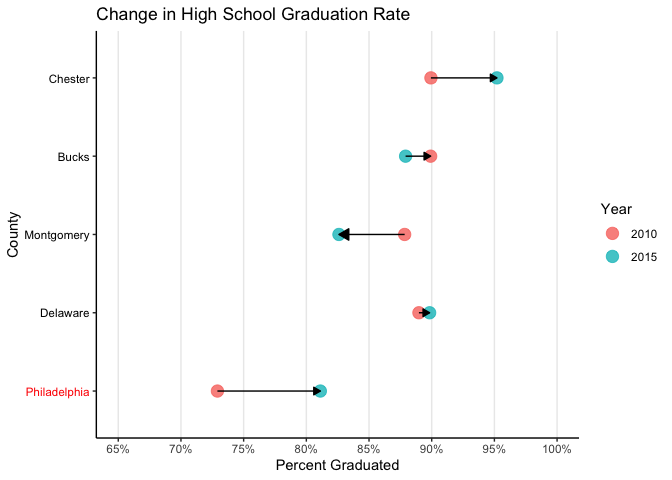 Change in High School Graduation Rate
Chester
Bucks
Montgomery
Delaware
Philadelphia
County
65% 70% 75% 80% 85% 90% 95% 100%
Percent Graduated
Year
2010
2015